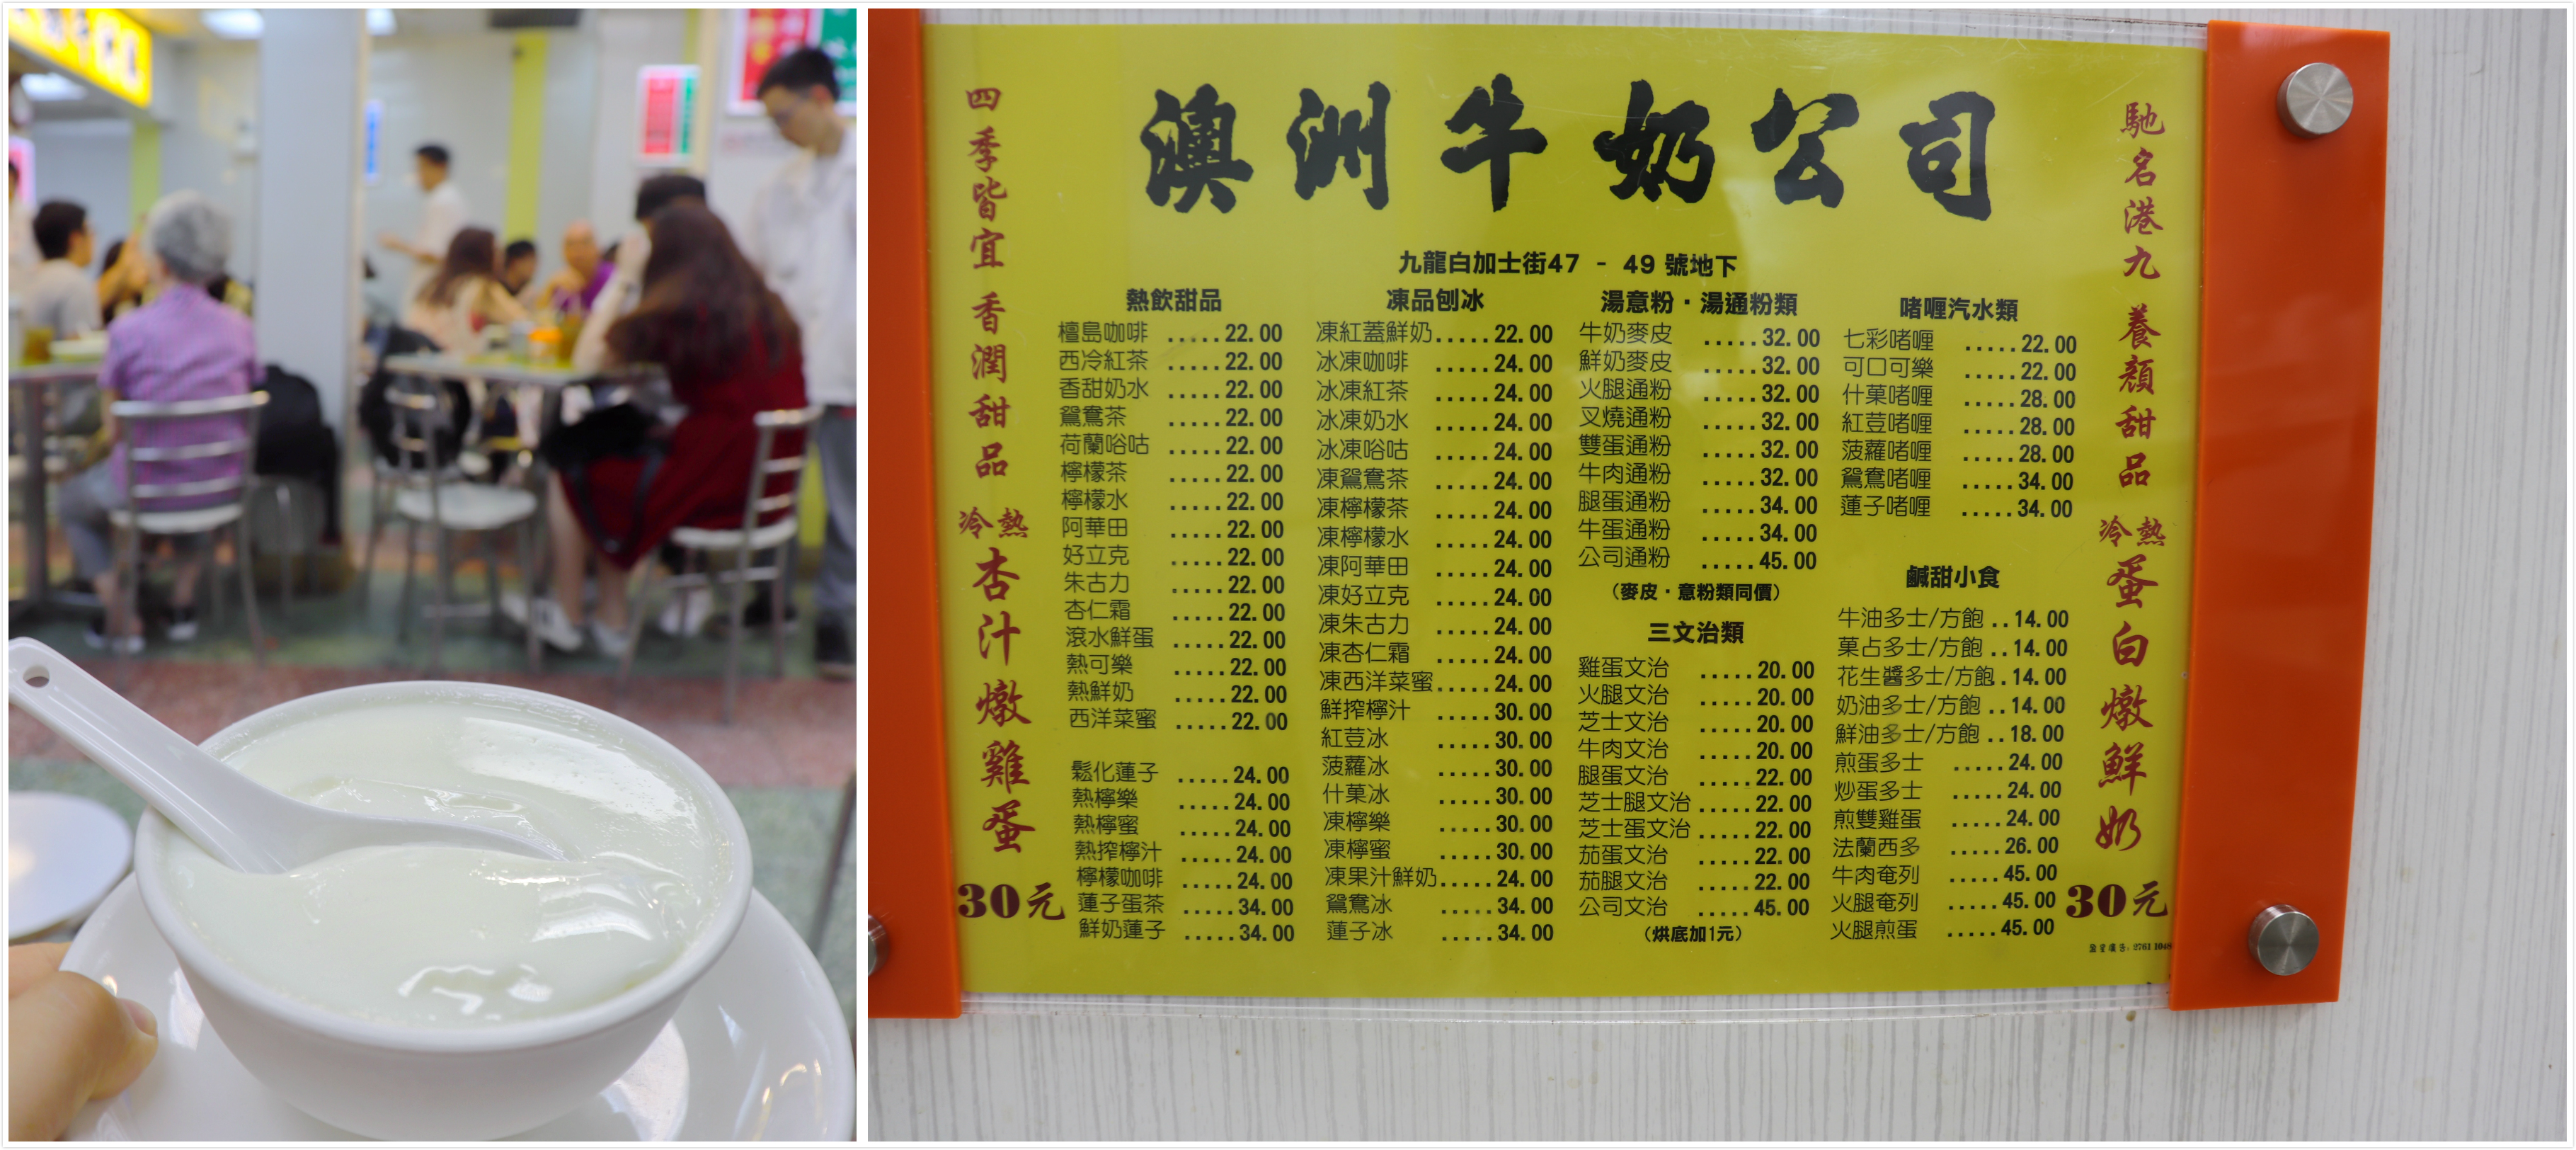 澳洲牛奶公司
九龍白加士街47 - 49 號地下
四季皆宜 香潤甜品
冷熱
杏汁燉雞蛋
30元
熱飲甜品
檀島咖啡 .....22.00
西冷紅茶 .....22.00
香甜奶水 .....22.00
鴛鴦茶 .....22.00
荷蘭唂咕 .....22.00
檸檬茶 .....22.00
檸檬水 .....22.00
阿華田 .....22.00
好立克 .....22.00
朱古力 .....22.00
杏仁霜 .....22.00
滾水鮮蛋 .....22.00
熱可樂 .....22.00
熱鮮奶 .....22.00
西洋菜蜜 .....22.00
鬆化蓮子 .....24.00
熱檸樂 .....24.00
熱檸蜜 .....24.00
熱搾檸汁 .....24.00
檸檬咖啡 .....24.00
蓮子蛋茶 .....34.00
鮮奶蓮子 .....34.00
凍品刨冰
凍紅蓋鮮奶.....22.00
冰凍咖啡 .....24.00
冰凍紅茶 .....24.00
冰凍奶水 .....24.00
冰凍唂咕 .....24.00
凍鴛鴦茶 .....24.00
凍檸檬茶 .....24.00
凍檸檬水 .....24.00
凍阿華田 .....24.00
凍好立克 .....24.00
凍朱古力 .....24.00
凍杏仁霜 .....24.00
凍西洋菜蜜.....24.00
鮮搾檸汁 .....30.00
紅荳冰 .....30.00
菠蘿冰 .....30.00
什菓冰 .....30.00
凍檸樂 .....30.00
凍檸蜜 .....30.00
凍果汁鮮奶.....24.00
鴛鴦冰 .....34.00
蓮子冰 .....34.00
湯意粉·湯通粉類
牛奶麥皮 .....32.00
鮮奶麥皮 .....32.00
火腿通粉 .....32.00
叉燒通粉 .....32.00
雙蛋通粉 .....32.00
牛肉通粉 .....32.00
腿蛋通粉 .....34.00
牛蛋通粉 .....34.00
公司通粉 .....45.00
(麥皮·意粉類同價)
三文治類
雞蛋文治 .....20.00
火腿文治 .....20.00
芝士文治 .....20.00
牛肉文治 .....20.00
腿蛋文治 .....22.00
芝士腿文治 .....22.00
芝士蛋文治 .....22.00
茄蛋文治 .....22.00
茄腿文治 .....22.00
公司文治 .....45.00
(烘底加1元)
啫喱汽水類
七彩啫喱 .....22.00
可口可樂 .....22.00
什菓啫喱 .....28.00
紅荳啫喱 .....28.00
菠蘿啫喱 .....28.00
鴛鴦啫喱 .....34.00
蓮子啫喱 .....34.00
鹹甜小食
牛油多士/方飽 ..14.00
菓占多士/方飽 ..14.00
花生醬多士/方飽..14.00
奶油多士/方飽 ..14.00
鮮油多士/方飽 ..18.00
煎蛋多士 .....24.00
炒蛋多士 .....24.00
煎雙雞蛋 .....24.00
法蘭西多 .....26.00
牛肉奄列 .....45.00
火腿奄列 .....45.00
火腿煎蛋 .....45.00
馳名港九 養顏甜品
冷熱
蛋白燉鮮奶
30元